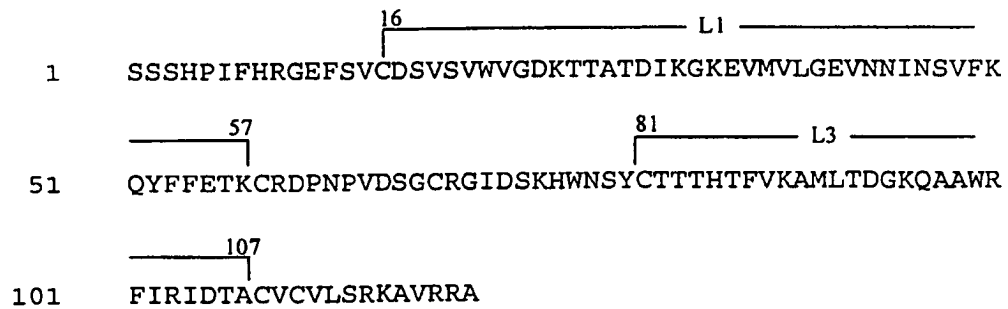 16 L1
1 SSSHPIFHRGEFSVCDSVSVWVGDKTTATDIKGKEVMVLGEVNNINSVFK
57 81 L3
51 QYFFETKCRDPNPVDSGCRGIDSKHWNSYCTTTHTFVKAMLTDGKQAAWR
107
101 FIRIDTACVCVLSRKAVRRA